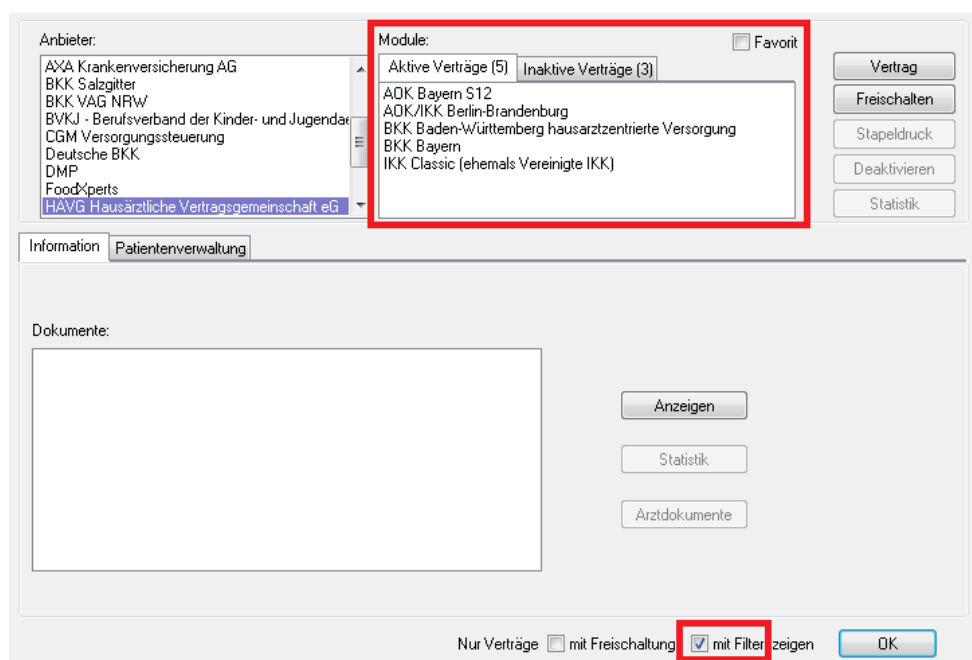 Anbieter:
AXA Krankenversicherung AG
BKK Salzgitter
BKK VAG NRW
BVKJ - Berufsverband der Kinder- und Jugendae
CGM Versorgungssteuerung
Deutsche BKK
DMP
FoodXperts
HÄVG Hausärztliche Vertragsgemeinschaft eG
Module:
Favorit
Aktive Verträge (5)
Inaktive Verträge (3)
AOK Bayern S12
AOK/IKK Berlin-Brandenburg
BKK Baden-Württemberg hausarztzentrierte Versorgung
BKK Bayern
IKK Classic (ehemals Vereinigte IKK)
Vertrag
Freischalten
Stapeldruck
Deaktivieren
Statistik
Information
Patientenverwaltung
Dokumente:
Anzeigen
Statistik
Arztdokumente
Nur Verträge
mit Freischaltung
mit Filter zeigen
OK